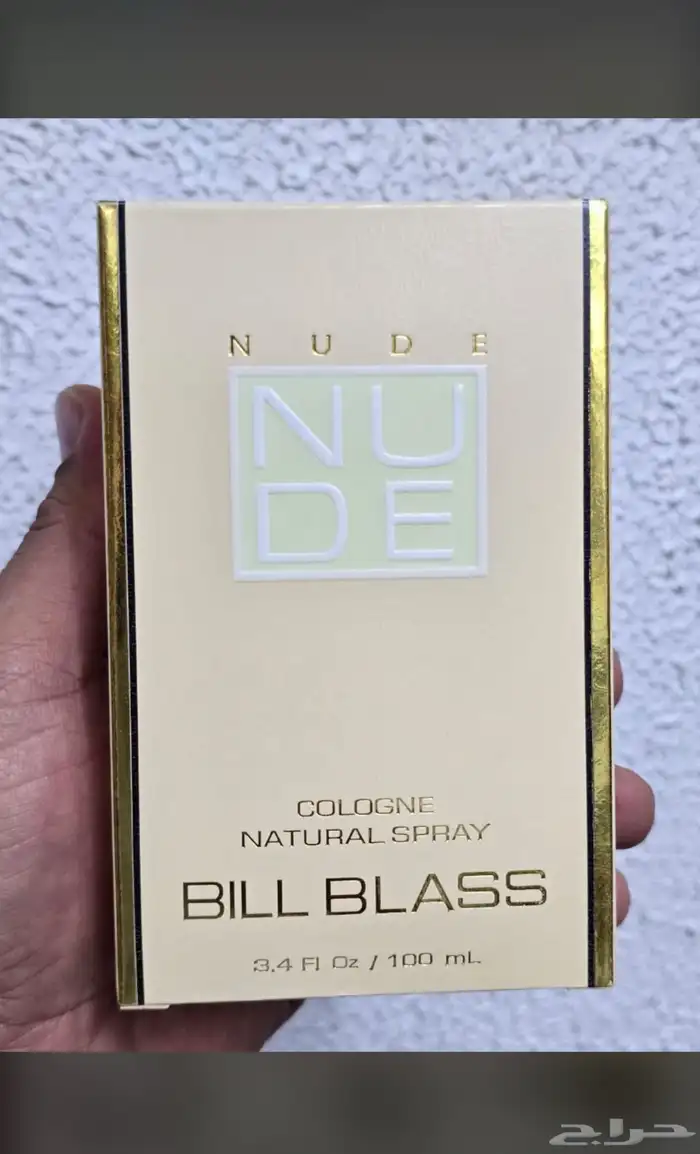 NUDE
NU
DE
COLOGNE
NATURAL SPRAY
BILL BLASS
3.4 Fl Oz / 100 mL
حراج